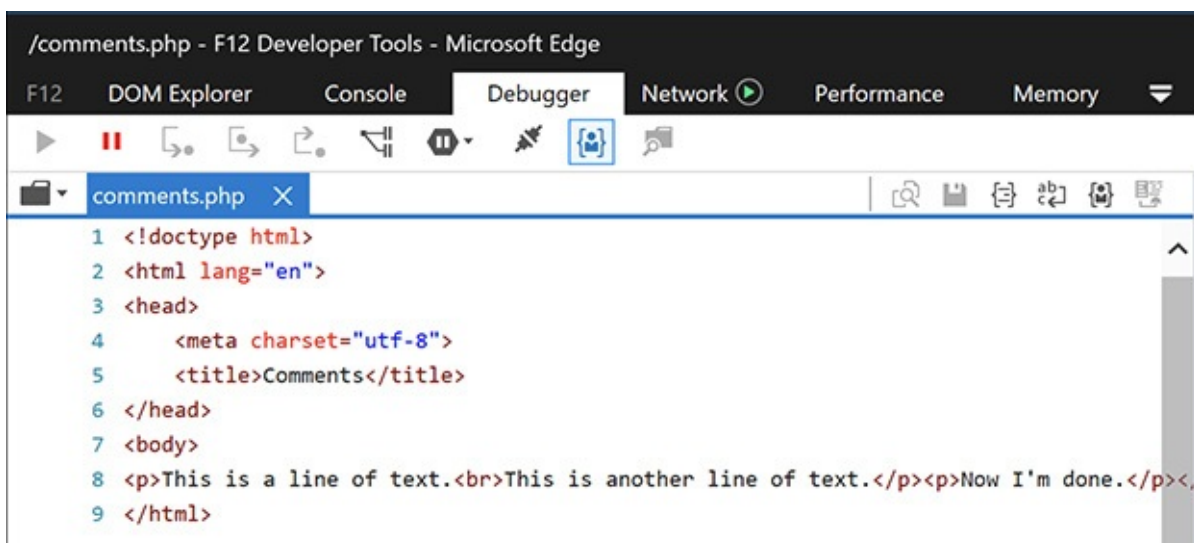 /comments.php - F12 Developer Tools - Microsoft Edge
F12 DOM Explorer Console Debugger Network Performance Memory
comments.php
1 <!doctype html>
2 <html lang="en">
3 <head>
4     <meta charset="utf-8">
5     <title>Comments</title>
6 </head>
7 <body>
8 <p>This is a line of text.<br>This is another line of text.</p><p>Now I'm done.</p><
9 </html>